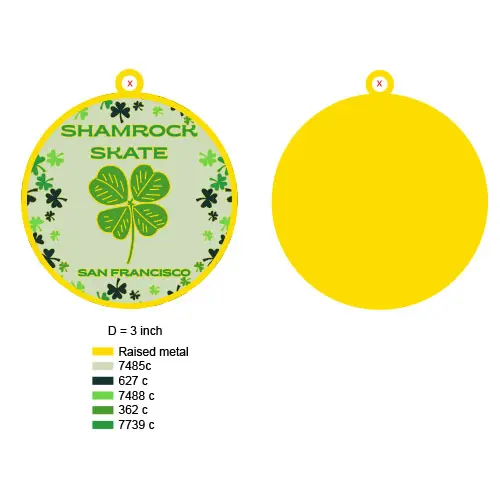 X
X
SHAMROCK
SKATE
SAN FRANCISCO
D = 3 inch
Raised metal
7485c
627 c
7488 c
362 c
7739 c